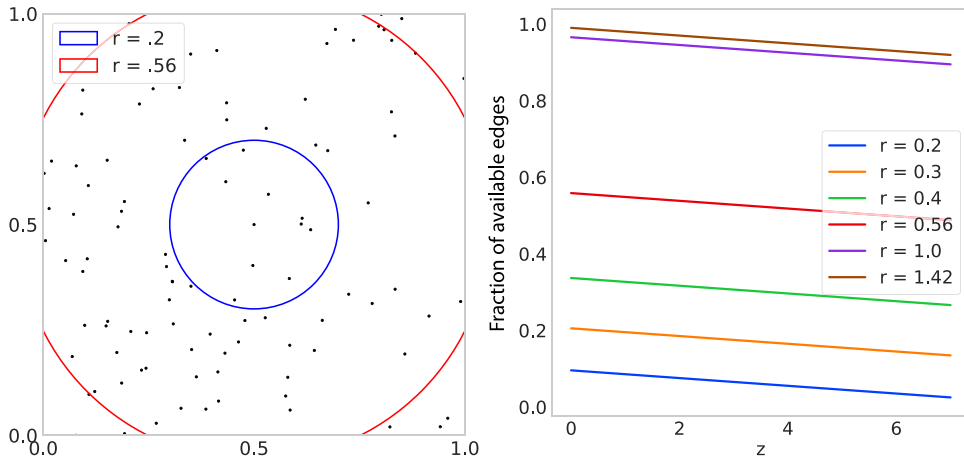 1.0
r = .2
r = .56
0.5
0.0
0.0
0.5
1.0
Fraction of available edges
1.0
0.8
0.6
0.4
0.2
0.0
r = 0.2
r = 0.3
r = 0.4
r = 0.56
r = 1.0
r = 1.42
0
2
4
6
z